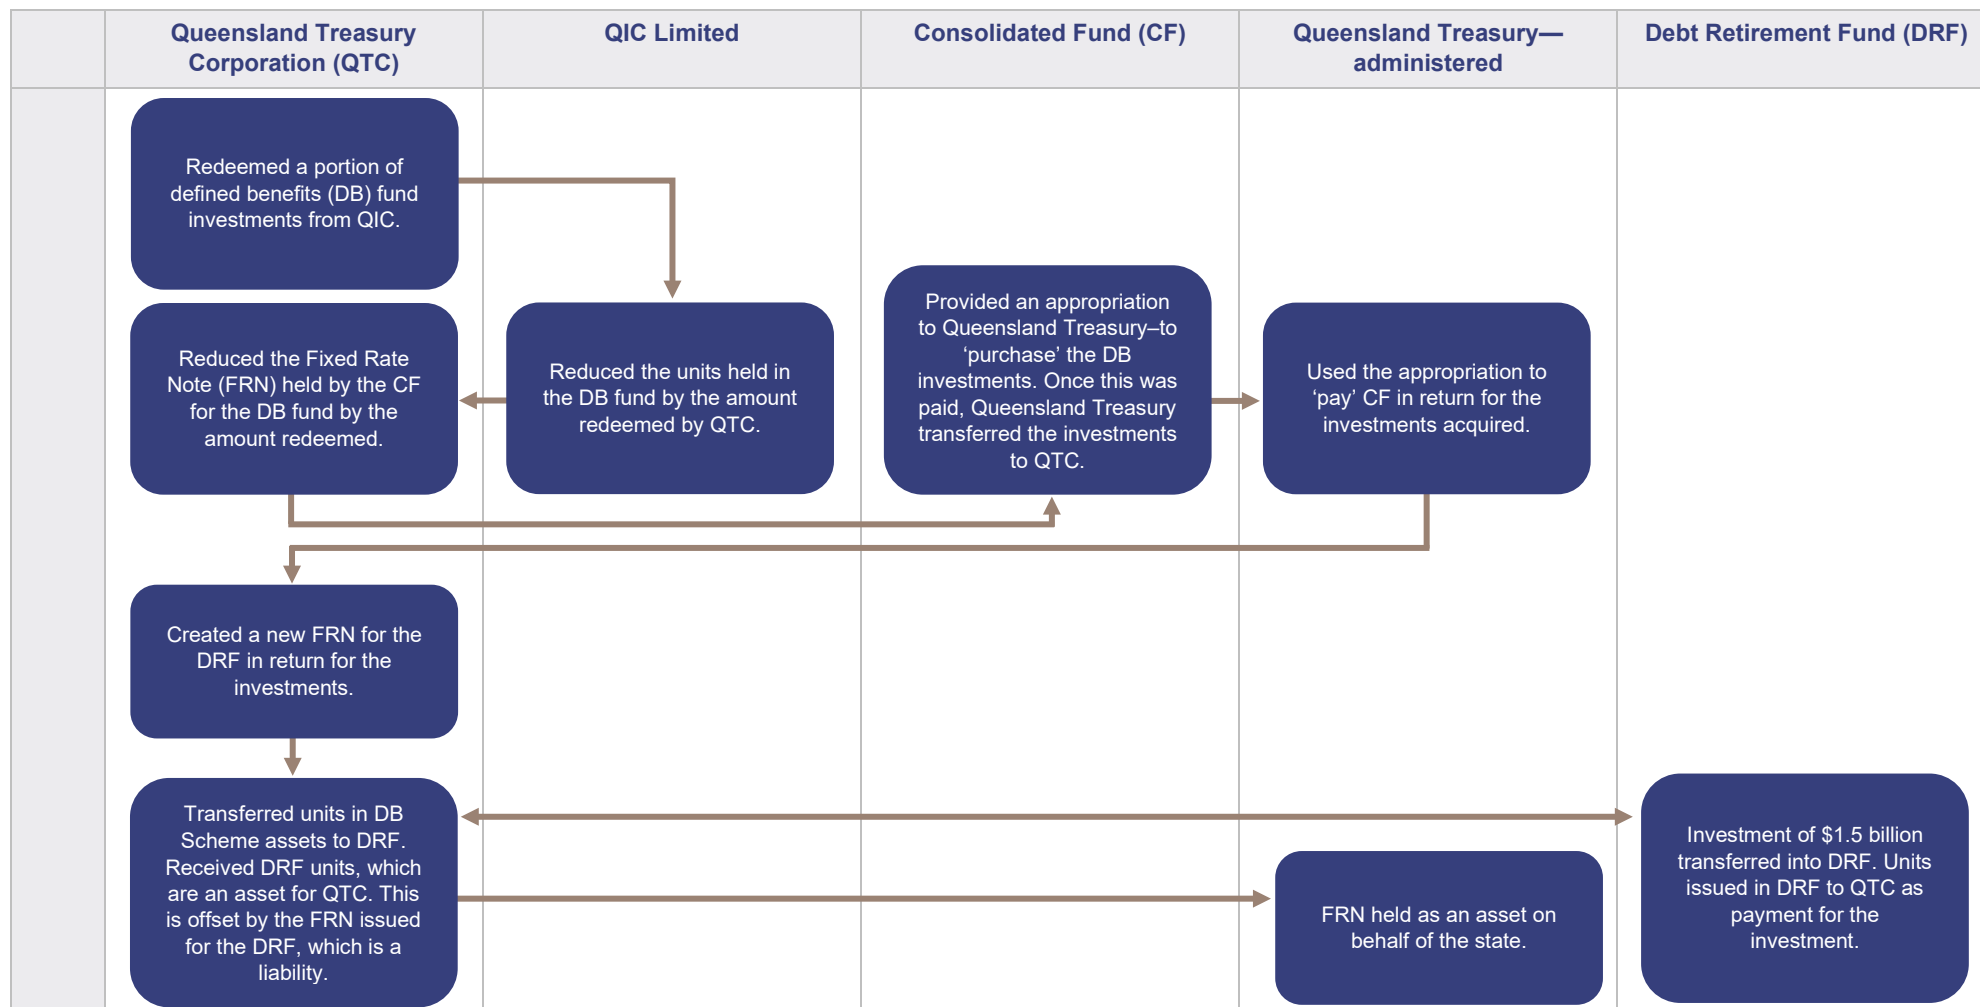 Queensland Treasury
Corporation (QTC)
QIC Limited
Consolidated Fund (CF)
Queensland Treasury—
administered
Debt Retirement Fund (DRF)
Redeemed a portion of
defined benefits (DB) fund
investments from QIC.
Reduced the Fixed Rate
Note (FRN) held by the CF
for the DB fund by the
amount redeemed.
Reduced the units held in
the DB fund by the amount
redeemed by QTC.
Provided an appropriation
to Queensland Treasury–to
‘purchase’ the DB
investments. Once this was
paid, Queensland Treasury
transferred the investments
to QTC.
Used the appropriation to
‘pay’ CF in return for the
investments acquired.
Created a new FRN for the
DRF in return for the
investments.
Transferred units in DB
Scheme assets to DRF.
Received DRF units, which
are an asset for QTC. This
is offset by the FRN issued
for the DRF, which is a
liability.
FRN held as an asset on
behalf of the state.
Investment of $1.5 billion
transferred into DRF. Units
issued in DRF to QTC as
payment for the
investment.